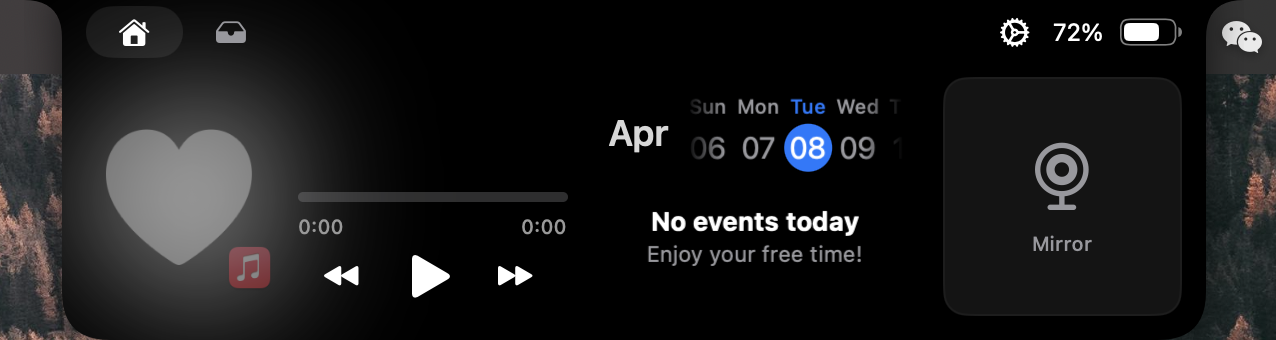 72%
Sun Mon Tue Wed T
Apr
06 07 08 09 1
0:00 0:00
No events today
Enjoy your free time!
Mirror